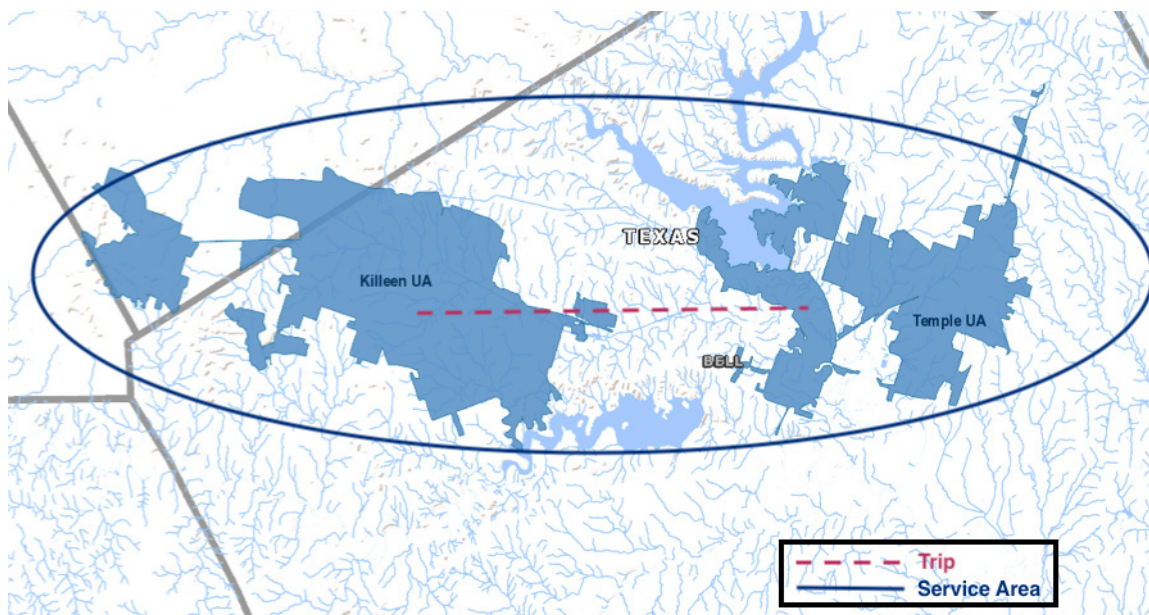 TEXAS
Killeen UA
Temple UA
BELL
Trip
Service Area